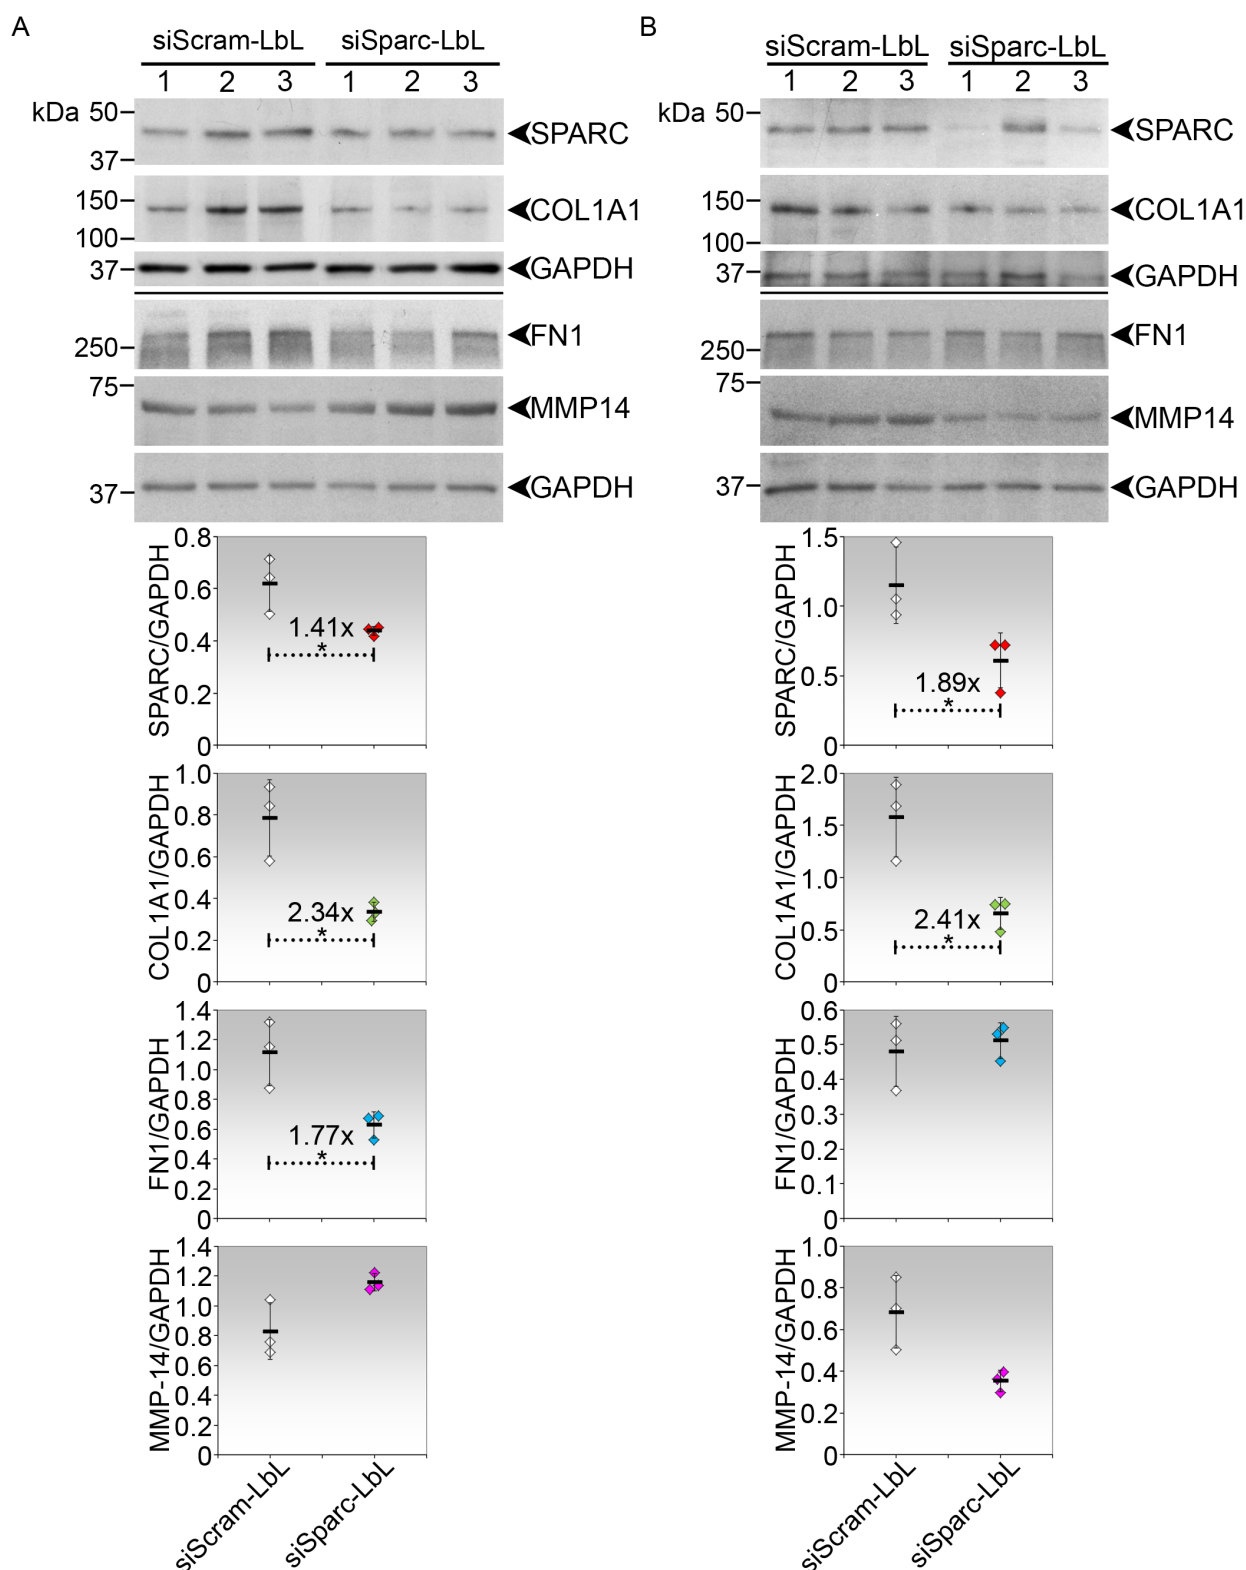 A
siScram-LbL siSparc-LbL
1 2 3 1 2 3
kDa 50
SPARC
37
150
COL1A1
100
37
GAPDH
FN1
250
75
MMP14
37
GAPDH
0.8
0.6
0.4
0.2
0
SPARC/GAPDH
1.41x
*
1.0
0.8
0.6
0.4
0.2
0
COL1A1/GAPDH
2.34x
*
1.4
1.2
1.0
0.8
0.6
0.4
0.2
0
FN1/GAPDH
1.77x
*
1.4
1.2
1.0
0.8
0.6
0.4
0.2
0
MMP-14/GAPDH
siScram-LbL
siSparc-LbL
B
siScram-LbL siSparc-LbL
1 2 3 1 2 3
50
SPARC
150
COL1A1
100
37
GAPDH
FN1
250
75
MMP14
37
GAPDH
1.5
1.0
0.5
0
SPARC/GAPDH
1.89x
*
2.0
1.5
1.0
0.5
0
COL1A1/GAPDH
2.41x
*
0.6
0.5
0.4
0.3
0.2
0.1
0
FN1/GAPDH
1.0
0.8
0.6
0.4
0.2
0
MMP-14/GAPDH
siScram-LbL
siSparc-LbL